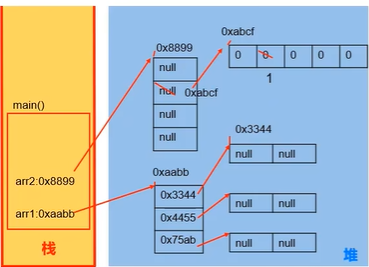 0xabcf
0x8899
0 0 0 0 0
null
1
null 0xabcf
null
null
main()
0x3344
null null
0xaabb
arr2:0x8899
0x3344
arr1:0xaabb
0x4455
null null
0x75ab
null null
栈
堆